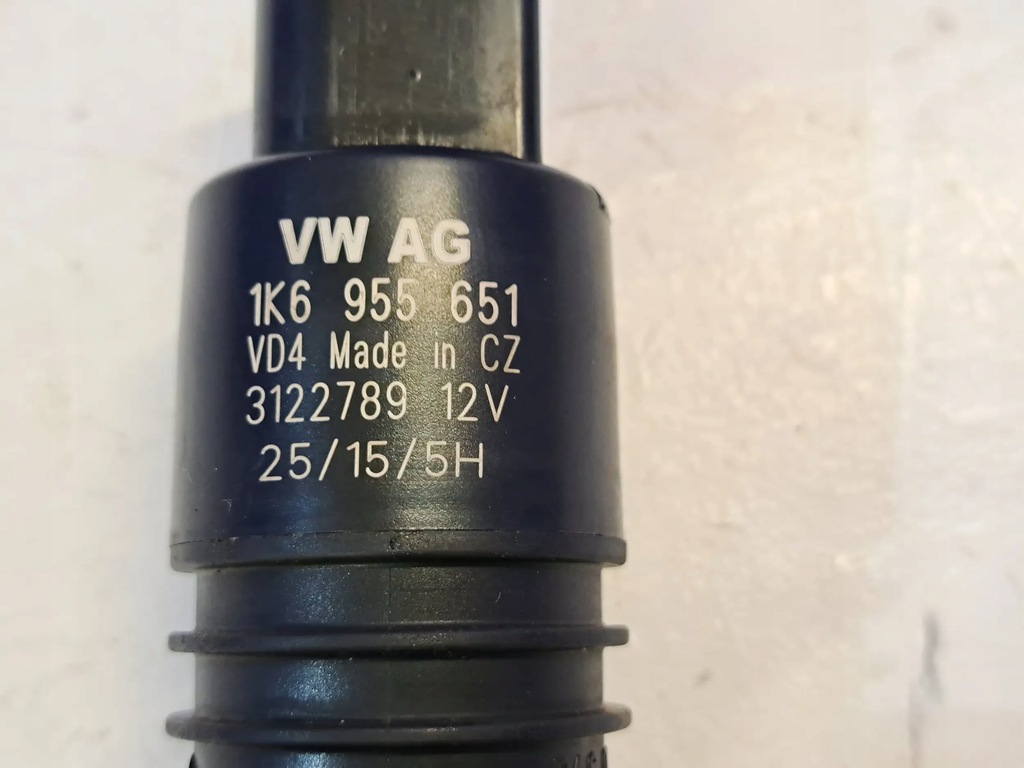 VW AG
1K6 955 651
VD4 Made in CZ
3122789 12V
25/15/5H